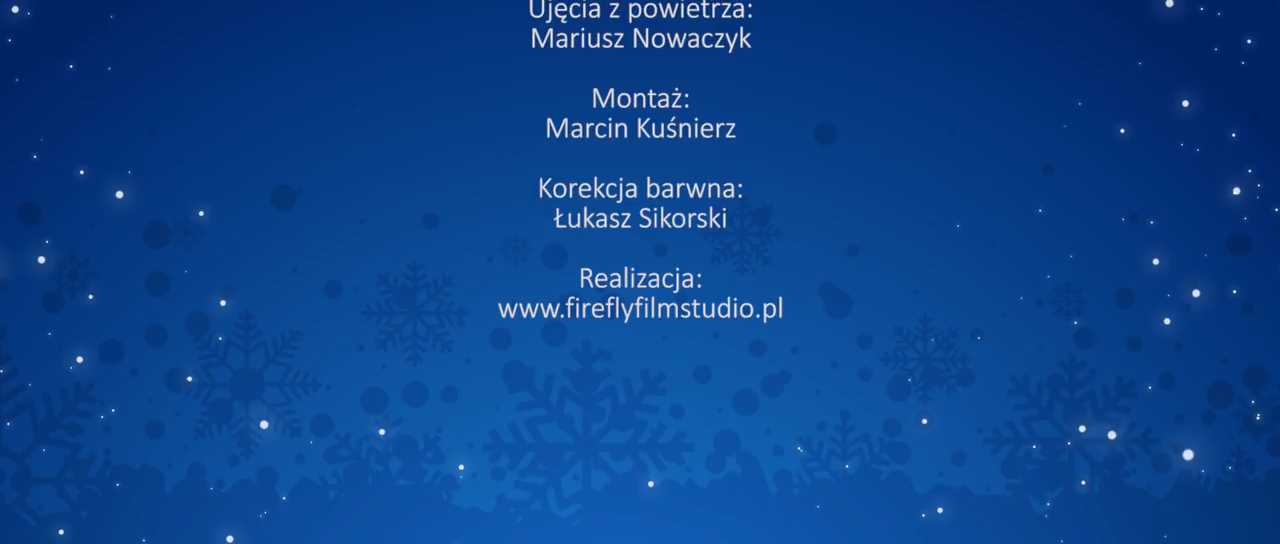 Ujęcia z powietrza:
Mariusz Nowaczyk
Montaż:
Marcin Kuśnierz
Korekcja barwna:
Łukasz Sikorski
Realizacja:
www.fireflyfilmstudio.pl